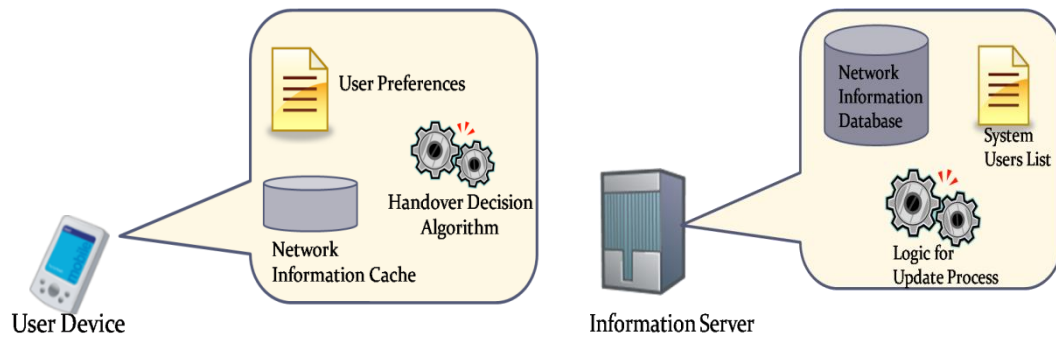 User Preferences
Handover Decision
Algorithm
Network
Information Cache
mobile
User Device
Network
Information
Database
System
Users List
Logic for
Update Process
Information Server